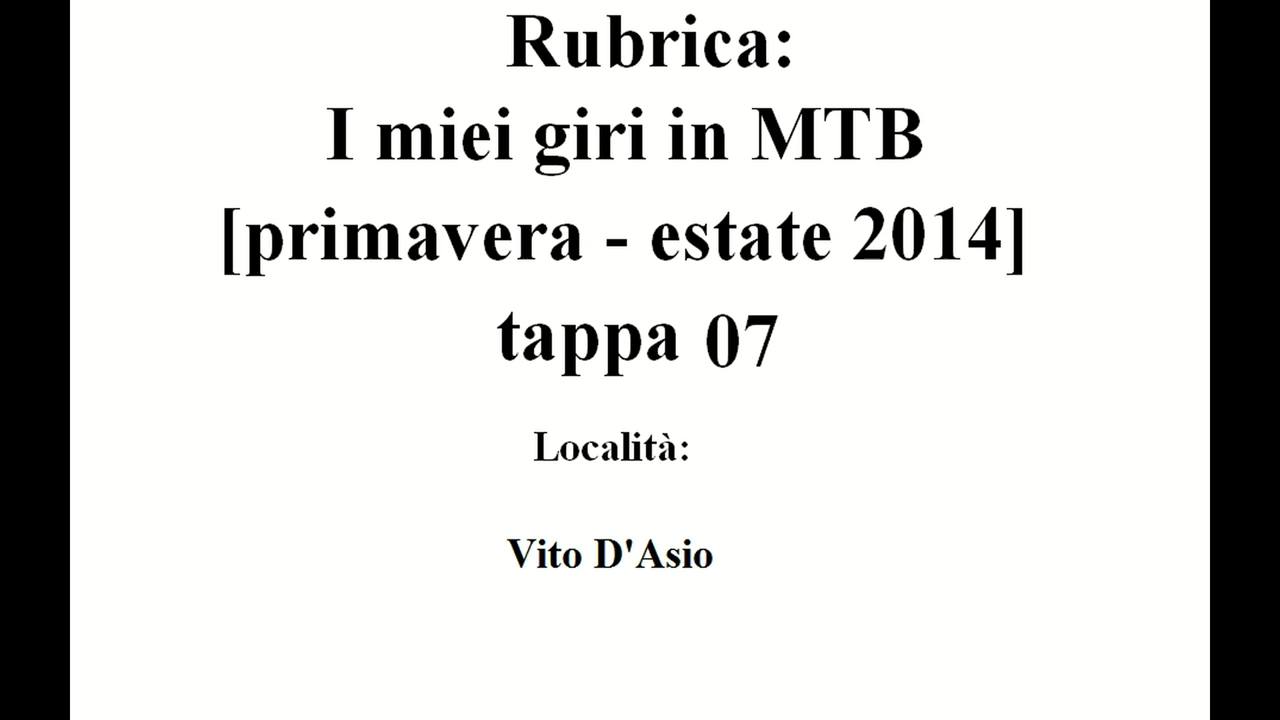 Rubrica:
I miei giri in MTB
[primavera - estate 2014]
tappa 07
Località:
Vito D'Asio